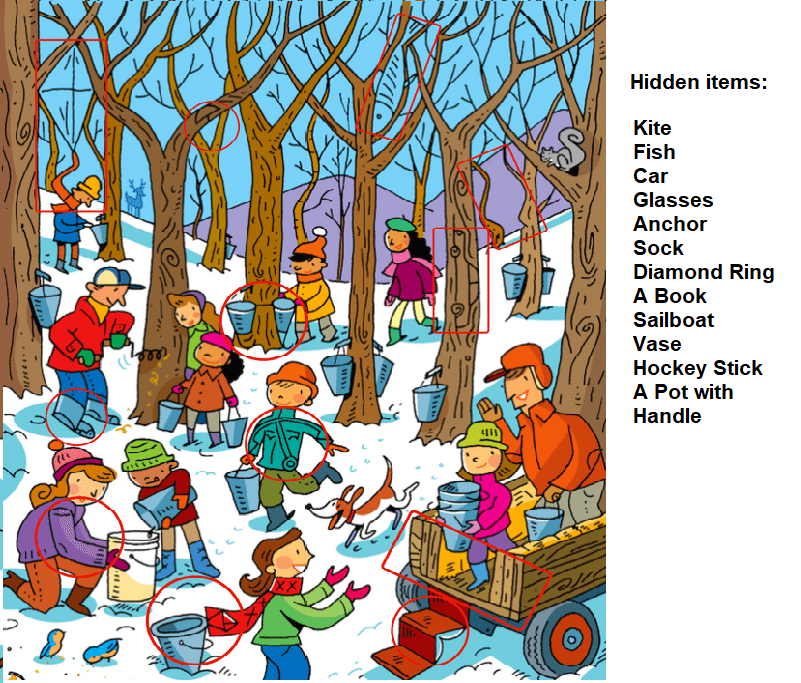 Hidden items:
Kite
Fish
Car
Glasses
Anchor
Sock
Diamond Ring
A Book
Sailboat
Vase
Hockey Stick
A Pot with
Handle